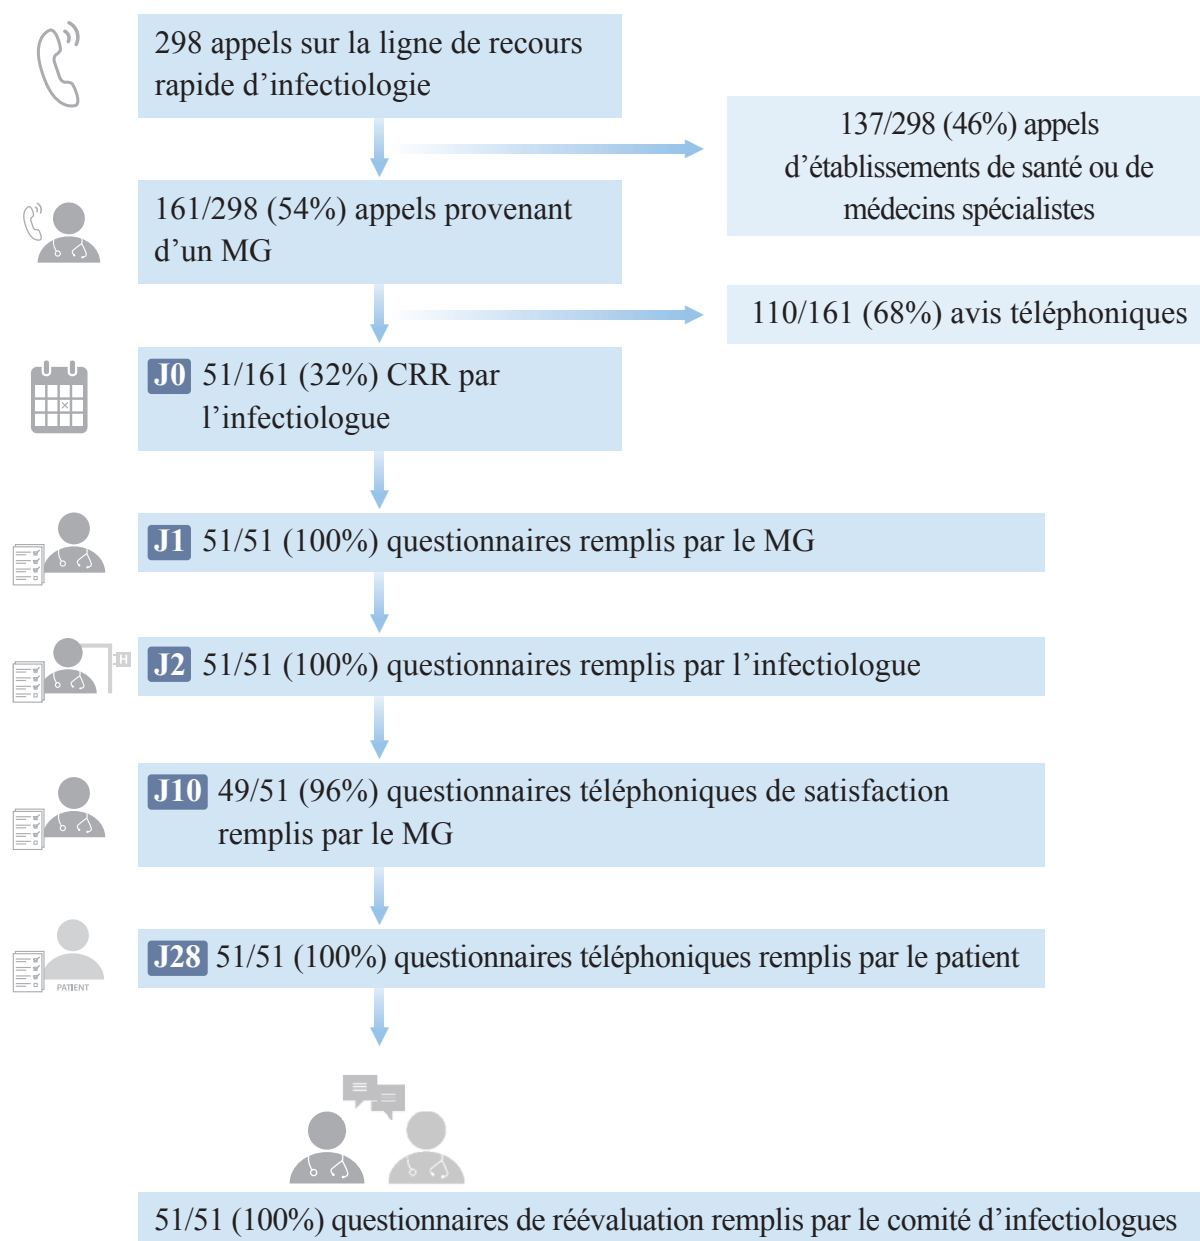 298 appels sur la ligne de recours
rapide d’infectiologie
137/298 (46%) appels
d’établissements de santé ou de
médecins spécialistes
161/298 (54%) appels provenant
d’un MG
110/161 (68%) avis téléphoniques
J0 51/161 (32%) CRR par
l’infectiologue
J1 51/51 (100%) questionnaires remplis par le MG
H
J2 51/51 (100%) questionnaires remplis par l’infectiologue
J10 49/51 (96%) questionnaires téléphoniques de satisfaction
remplis par le MG
J28 51/51 (100%) questionnaires téléphoniques remplis par le patient
PATIENT
51/51 (100%) questionnaires de réévaluation remplis par le comité d’infectiologues